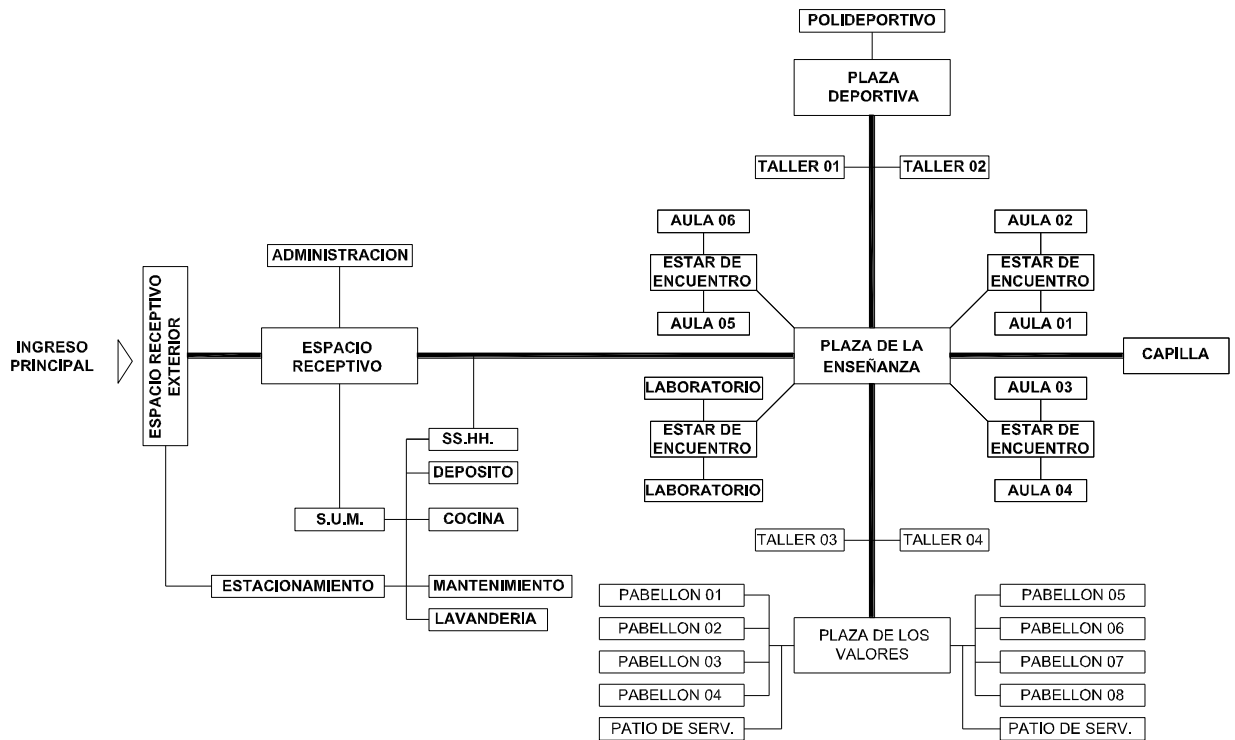 POLIDEPORTIVO
PLAZA
DEPORTIVA
TALLER 01
TALLER 02
AULA 06
ESTAR DE
ENCUENTRO
AULA 05
AULA 02
ESTAR DE
ENCUENTRO
AULA 01
ADMINISTRACION
INGRESO
PRINCIPAL
ESPACIO RECEPTIVO
EXTERIOR
ESPACIO
RECEPTIVO
PLAZA DE LA
ENSEÑANZA
CAPILLA
LABORATORIO
ESTAR DE
ENCUENTRO
LABORATORIO
AULA 03
ESTAR DE
ENCUENTRO
AULA 04
SS.HH.
DEPOSITO
S.U.M.
COCINA
ESTACIONAMIENTO
MANTENIMIENTO
LAVANDERIA
TALLER 03
TALLER 04
PABELLON 01
PABELLON 02
PABELLON 03
PABELLON 04
PATIO DE SERV.
PLAZA DE LOS
VALORES
PABELLON 05
PABELLON 06
PABELLON 07
PABELLON 08
PATIO DE SERV.